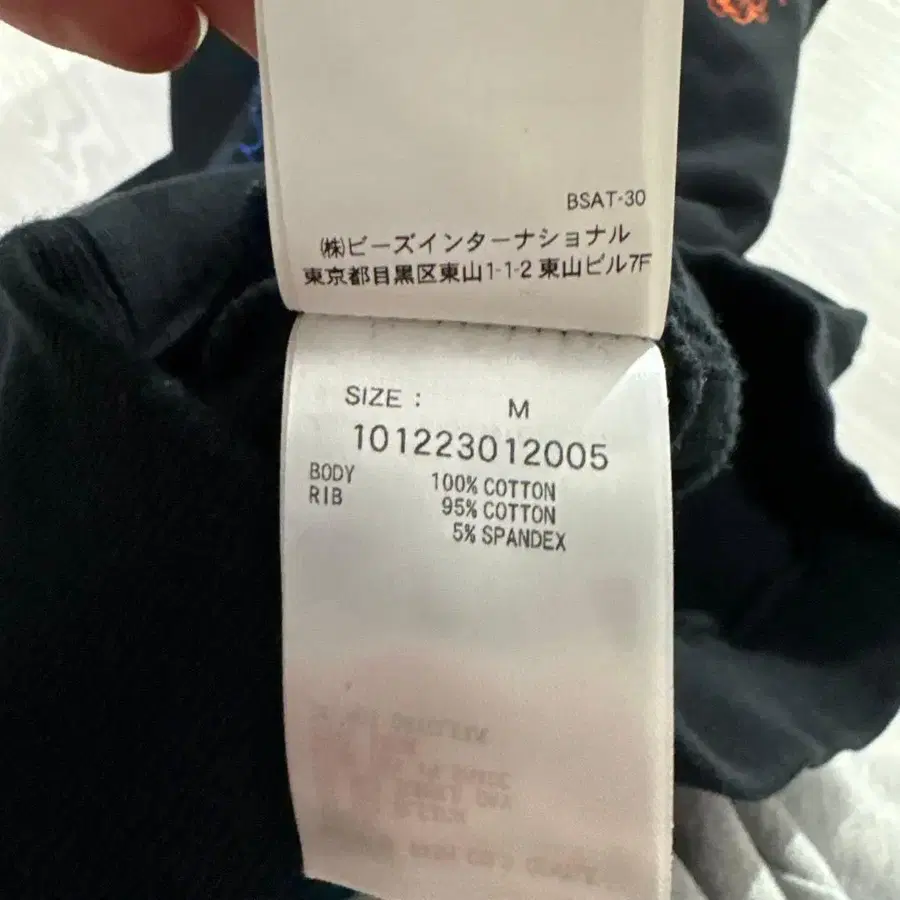 BSAT-30
㈱ビーズインターナショナル
東京都目黒区東山1-1-2 東山ビル7F
SIZE : M
101223012005
BODY 100% COTTON
RIB 95% COTTON
5% SPANDEX